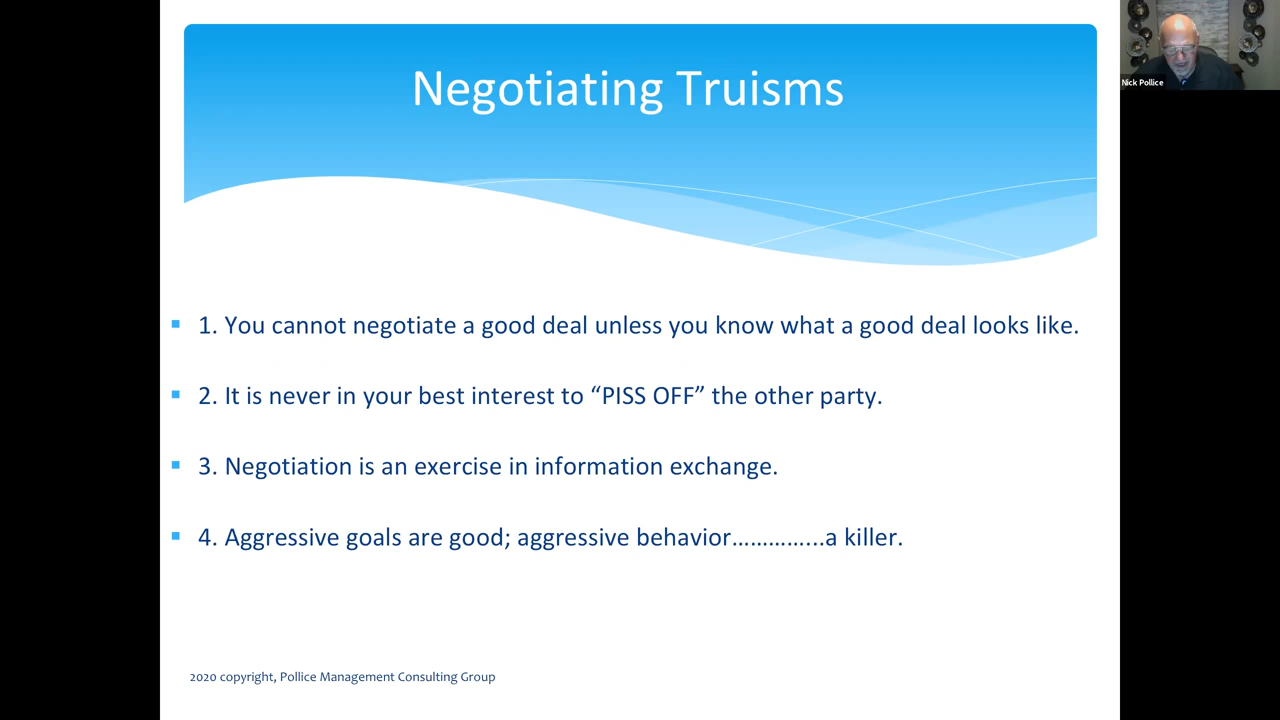 Negotiating Truisms
Nick Pollice
1. You cannot negotiate a good deal unless you know what a good deal looks like.
2. It is never in your best interest to “PISS OFF” the other party.
3. Negotiation is an exercise in information exchange.
4. Aggressive goals are good; aggressive behavior…………...a killer.
2020 copyright, Pollice Management Consulting Group